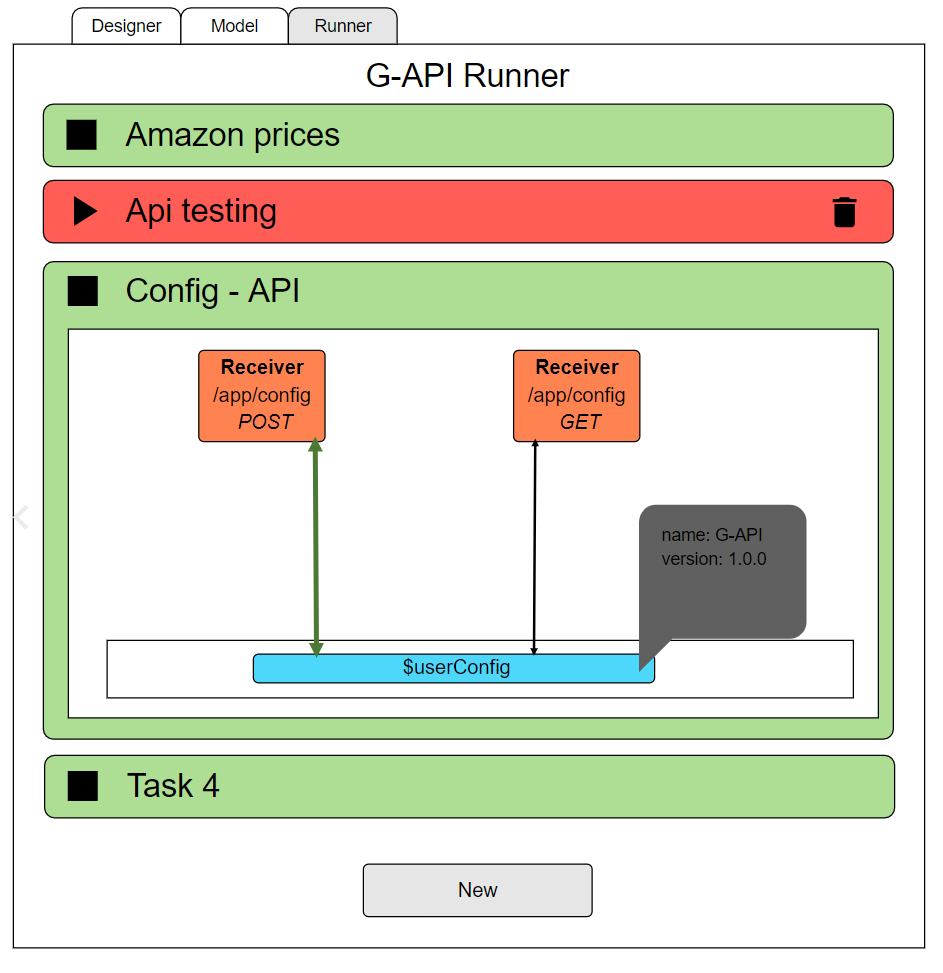 Designer
Model
Runner
G-API Runner
Amazon prices
Api testing
Config - API
Receiver
/app/config
POST
Receiver
/app/config
GET
name: G-API
version: 1.0.0
$userConfig
Task 4
New